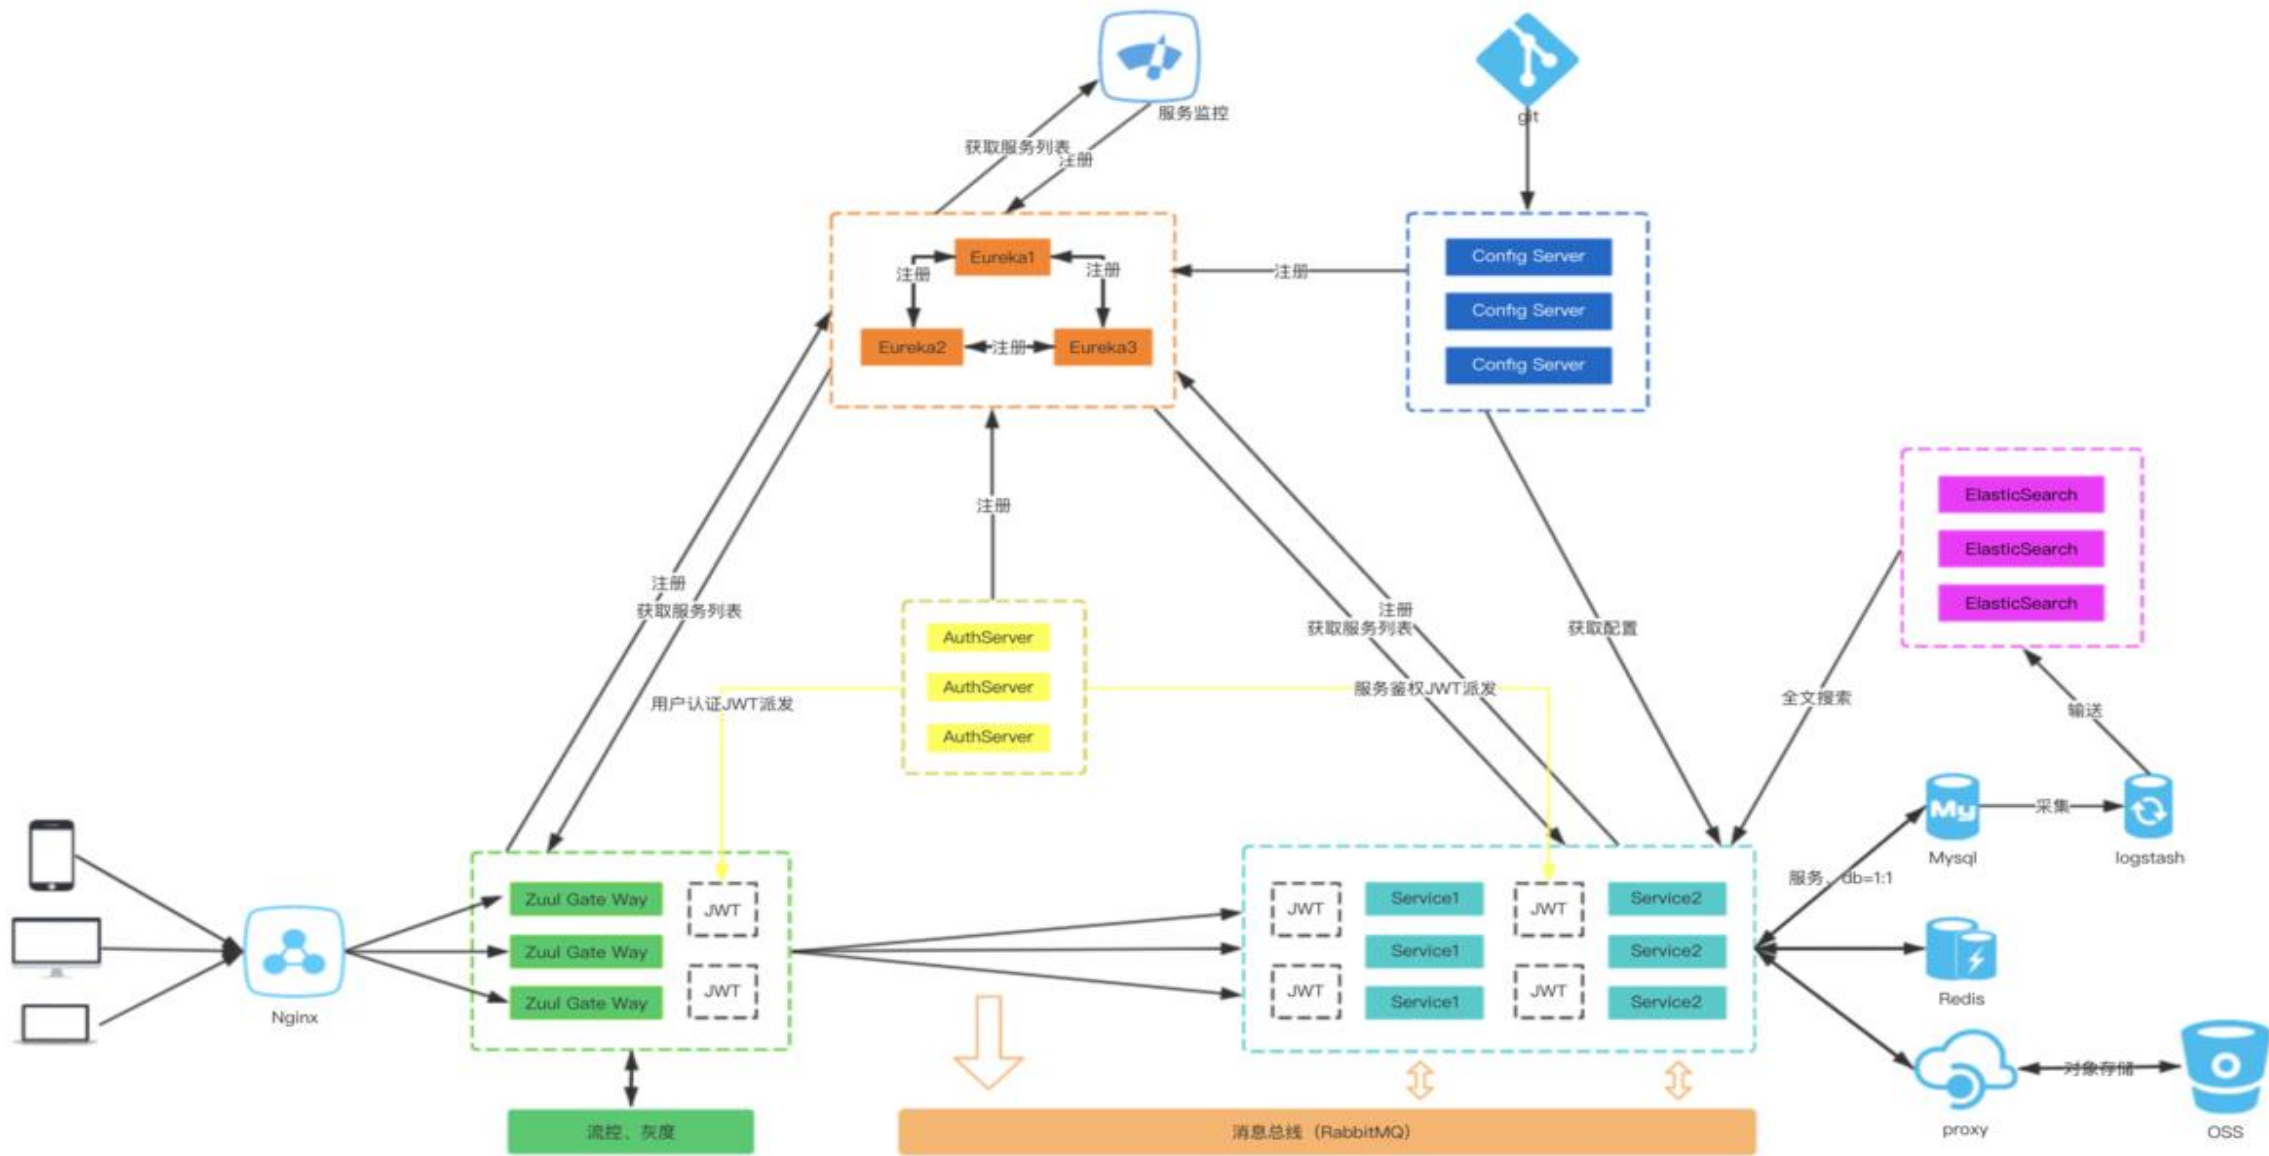 服务监控
git
获取服务列表
注册
Eureka1
注册
注册
Eureka2
注册
Eureka3
注册
Config Server
Config Server
Config Server
注册
ElasticSearch
ElasticSearch
ElasticSearch
注册
获取服务列表
注册
获取服务列表
获取配置
AuthServer
AuthServer
AuthServer
用户认证JWT派发
服务鉴权JWT派发
全文搜索
输送
My
采集
Mysql
logstash
服务、db=1:1
Nginx
Zuul Gate Way
Zuul Gate Way
Zuul Gate Way
JWT
JWT
JWT
JWT
Service1
Service1
Service1
JWT
JWT
Service2
Service2
Service2
Redis
对象存储
proxy
OSS
流控、灰度
消息总线（RabbitMQ）